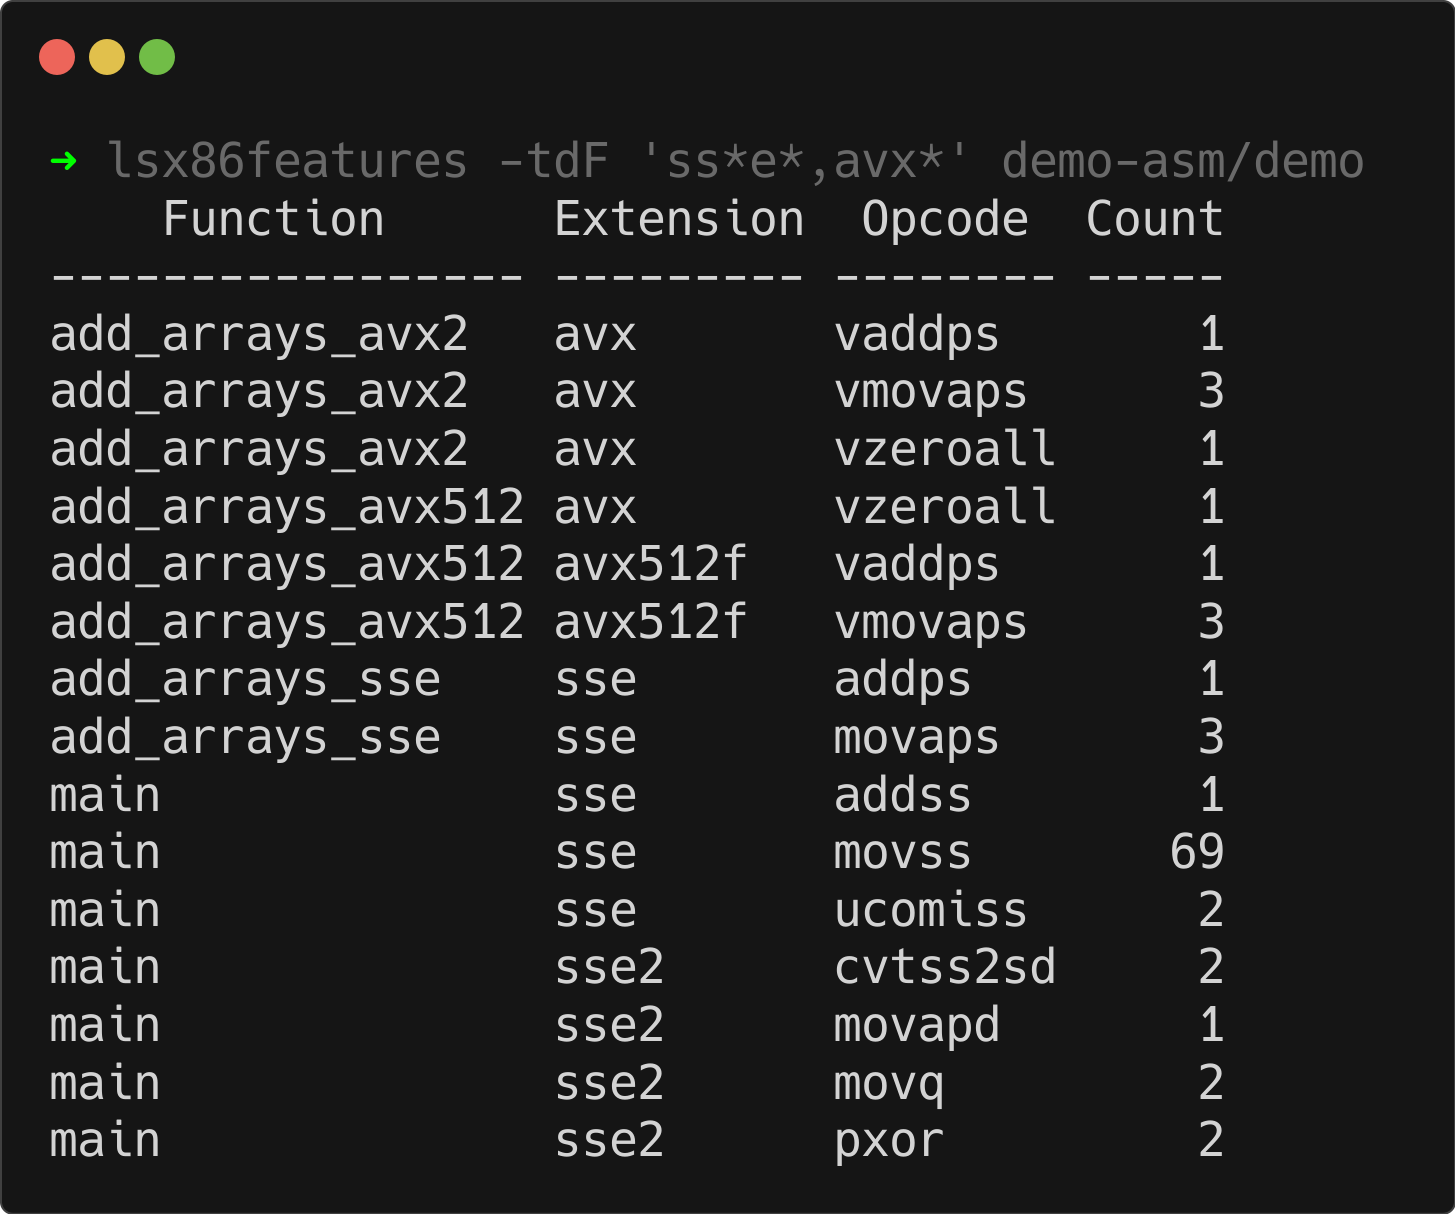 ➜ lsx86features -tdF 'ss*e*,avx*' demo-asm/demo
    Function      Extension  Opcode  Count
----------------- --------- -------- -----
add_arrays_avx2   avx       vaddps       1
add_arrays_avx2   avx       vmovaps      3
add_arrays_avx2   avx       vzeroall     1
add_arrays_avx512 avx       vzeroall     1
add_arrays_avx512 avx512f   vaddps       1
add_arrays_avx512 avx512f   vmovaps      3
add_arrays_sse    sse       addps        1
add_arrays_sse    sse       movaps       3
main              sse       addss        1
main              sse       movss       69
main              sse       ucomiss      2
main              sse2      cvtss2sd     2
main              sse2      movapd       1
main              sse2      movq         2
main              sse2      pxor         2